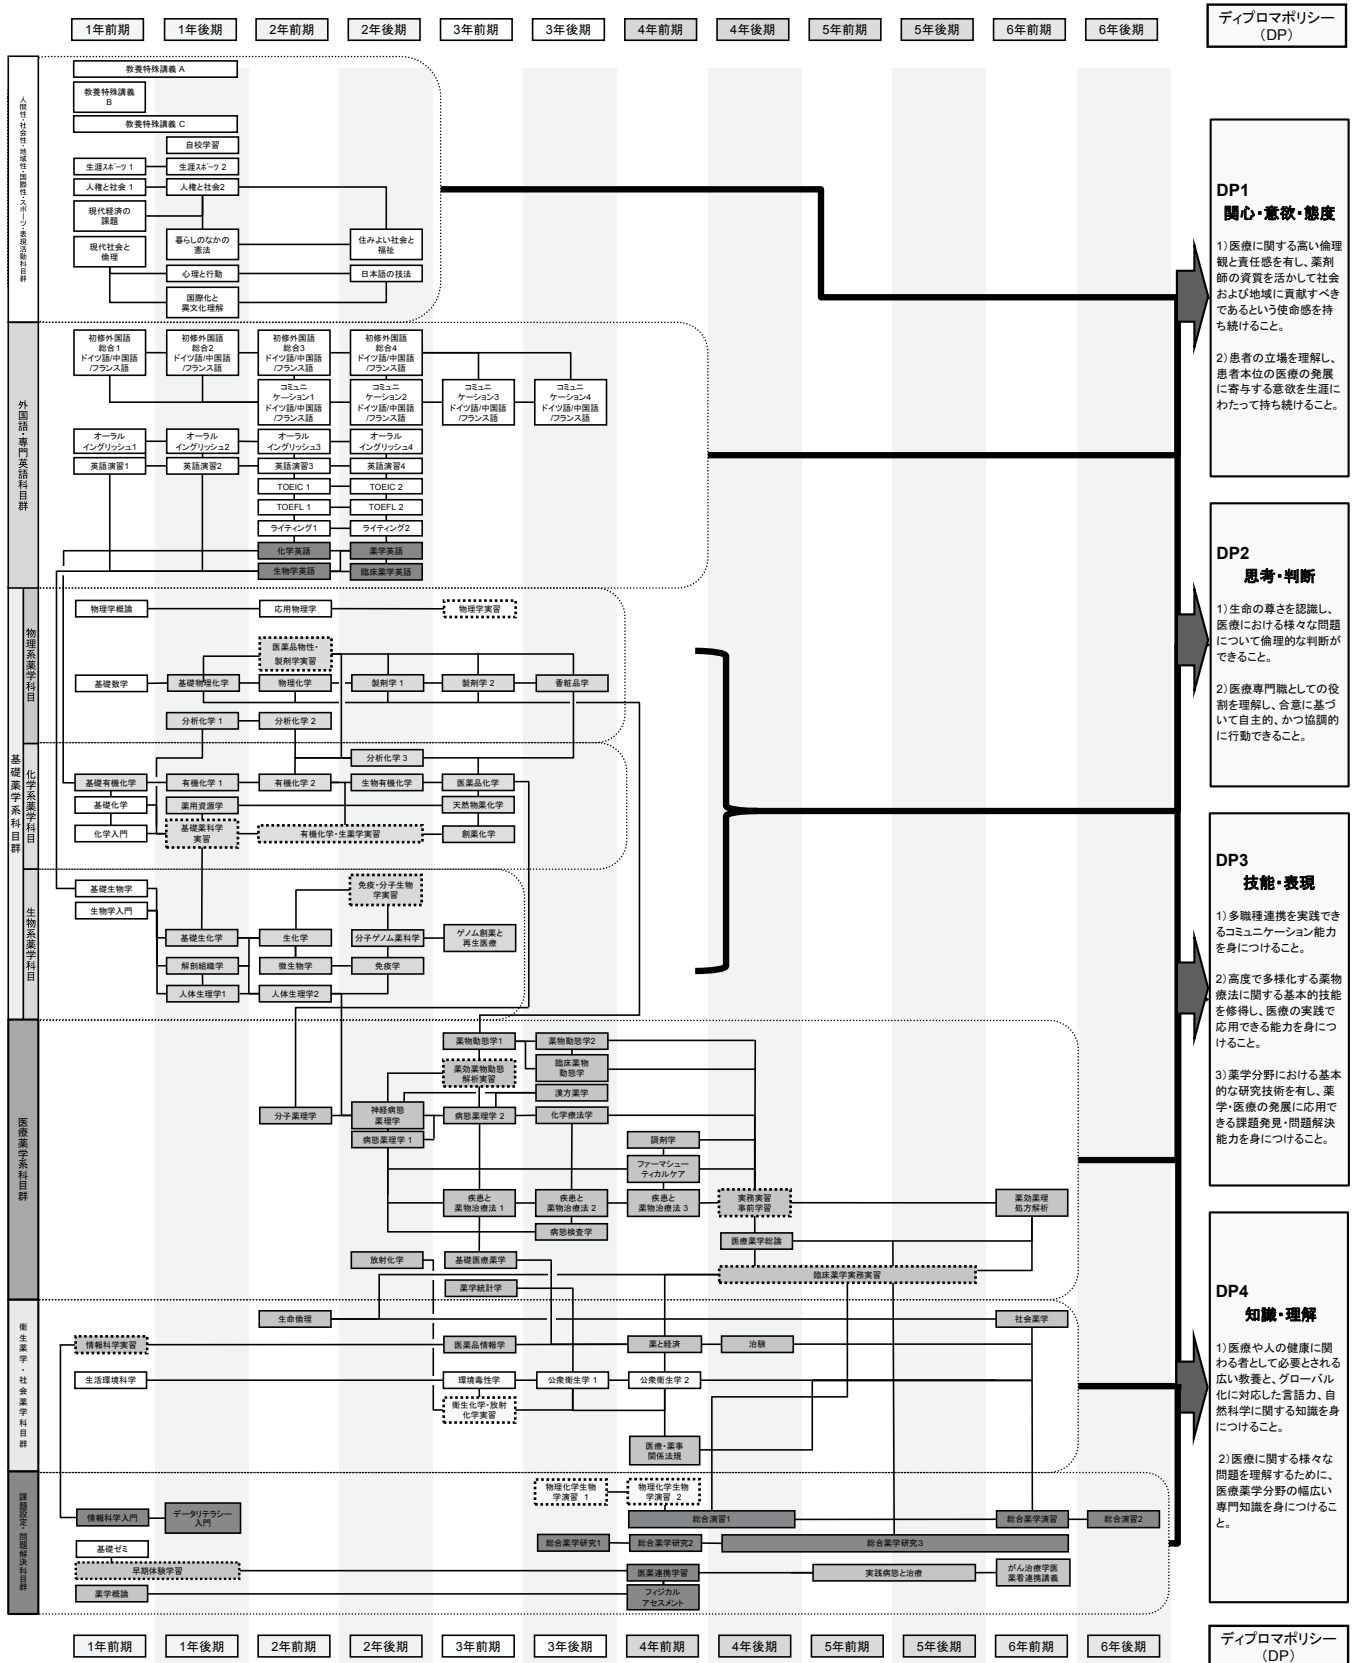 1年前期
1年後期
2年前期
2年後期
3年前期
3年後期
4年前期
4年後期
5年前期
5年後期
6年前期
6年後期
ディプロマポリシー
(DP)
人間性・社会性・地域性・国際性・スポーツ・表現活動科目群
教養特殊講義 A
教養特殊講義
B
教養特殊講義 C
自校学習
生涯スポーツ 1
生涯スポーツ 2
人権と社会 1
人権と社会2
現代経済の
課題
現代社会と
倫理
暮らしのなかの
憲法
住みよい社会と
福祉
心理と行動
日本語の技法
国際化と
異文化理解
外国語・専門英語科目群
初修外国語
総合1
ドイツ語/中国語
/フランス語
初修外国語
総合2
ドイツ語/中国語
/フランス語
初修外国語
総合3
ドイツ語/中国語
/フランス語
初修外国語
総合4
ドイツ語/中国語
/フランス語
コミュニ
ケーション1
ドイツ語/中国語
/フランス語
コミュニ
ケーション2
ドイツ語/中国語
/フランス語
コミュニ
ケーション3
ドイツ語/中国語
/フランス語
コミュニ
ケーション4
ドイツ語/中国語
/フランス語
オーラル
イングリッシュ1
オーラル
イングリッシュ2
オーラル
イングリッシュ3
オーラル
イングリッシュ4
英語演習1
英語演習2
英語演習3
英語演習4
TOEIC 1
TOEIC 2
TOEFL 1
TOEFL 2
ライティング1
ライティング2
化学英語
薬学英語
生物学英語
臨床薬学英語
基礎薬学系科目群
物理系薬学科目
物理学概論
応用物理学
物理学実習
医薬品物性・
製剤学実習
基礎数学
基礎物理化学
物理化学
製剤学 1
製剤学 2
香粧品学
分析化学 1
分析化学 2
化学系薬学科目
分析化学 3
基礎有機化学
有機化学 1
有機化学 2
生物有機化学
医薬品化学
基礎化学
薬用資源学
天然物薬化学
化学入門
基礎薬科学
実習
有機化学・生薬学実習
創薬化学
生物系薬学科目
基礎生物学
免疫・分子生物
学実習
生物学入門
基礎生化学
生化学
分子ゲノム薬科学
ゲノム創薬と
再生医療
解剖組織学
微生物学
免疫学
人体生理学1
人体生理学2
医療薬学系科目群
薬物動態学1
薬物動態学2
薬効薬物動態
解析実習
臨床薬物
動態学
漢方薬学
分子薬理学
神経病態
薬理学
病態薬理学 2
化学療法学
病態薬理学 1
調剤学
ファーマシュー
ティカルケア
疾患と
薬物治療法 1
疾患と
薬物治療法 2
疾患と
薬物治療法 3
実務実習
事前学習
薬効薬理
処方解析
病態検査学
医療薬学総論
放射化学
基礎医療薬学
臨床薬学実務実習
薬学統計学
衛生薬学・社会薬学科目群
生命倫理
社会薬学
情報科学実習
医薬品情報学
薬と経済
治験
生活環境科学
環境毒性学
公衆衛生学 1
公衆衛生学 2
衛生化学・放射
化学実習
医療・薬事
関係法規
課題設定・問題解決科目群
物理化学生物
学演習 1
物理化学生物
学演習 2
情報科学入門
データリテラシー
入門
総合演習1
総合薬学演習
総合演習2
基礎ゼミ
総合薬学研究1
総合薬学研究2
総合薬学研究3
早期体験学習
医薬連携学習
実践病態と治療
がん治療学医
薬看連携講義
薬学概論
フィジカル
アセスメント
DP1
関心・意欲・態度
1)医療に関する高い倫理
観と責任感を有し、薬剤
師の資質を活かして社会
および地域に貢献すべき
であるという使命感を持
ち続けること。
2)患者の立場を理解し、
患者本位の医療の発展
に寄与する意欲を生涯に
わたって持ち続けること。
DP2
思考・判断
1)生命の尊さを認識し、
医療における様々な問題
について倫理的な判断が
できること。
2)医療専門職としての役
割を理解し、合意に基づ
いて自主的、かつ協調的
に行動できること。
DP3
技能・表現
1)多職種連携を実践でき
るコミュニケーション能力
を身につけること。
2)高度で多様化する薬物
療法に関する基本的技能
を修得し、医療の実践で
応用できる能力を身につ
けること。
3)薬学分野における基本
的な研究技術を有し、薬
学・医療の発展に応用で
きる課題発見・問題解決
能力を身につけること。
DP4
知識・理解
1)医療や人の健康に関
わる者として必要とされる
広い教養と、グローバル
化に対応した言語力、自
然科学に関する知識を身
につけること。
2)医療に関する様々な
問題を理解するために、
医療薬学分野の幅広い
専門知識を身につけるこ
と。
1年前期
1年後期
2年前期
2年後期
3年前期
3年後期
4年前期
4年後期
5年前期
5年後期
6年前期
6年後期
ディプロマポリシー
(DP)